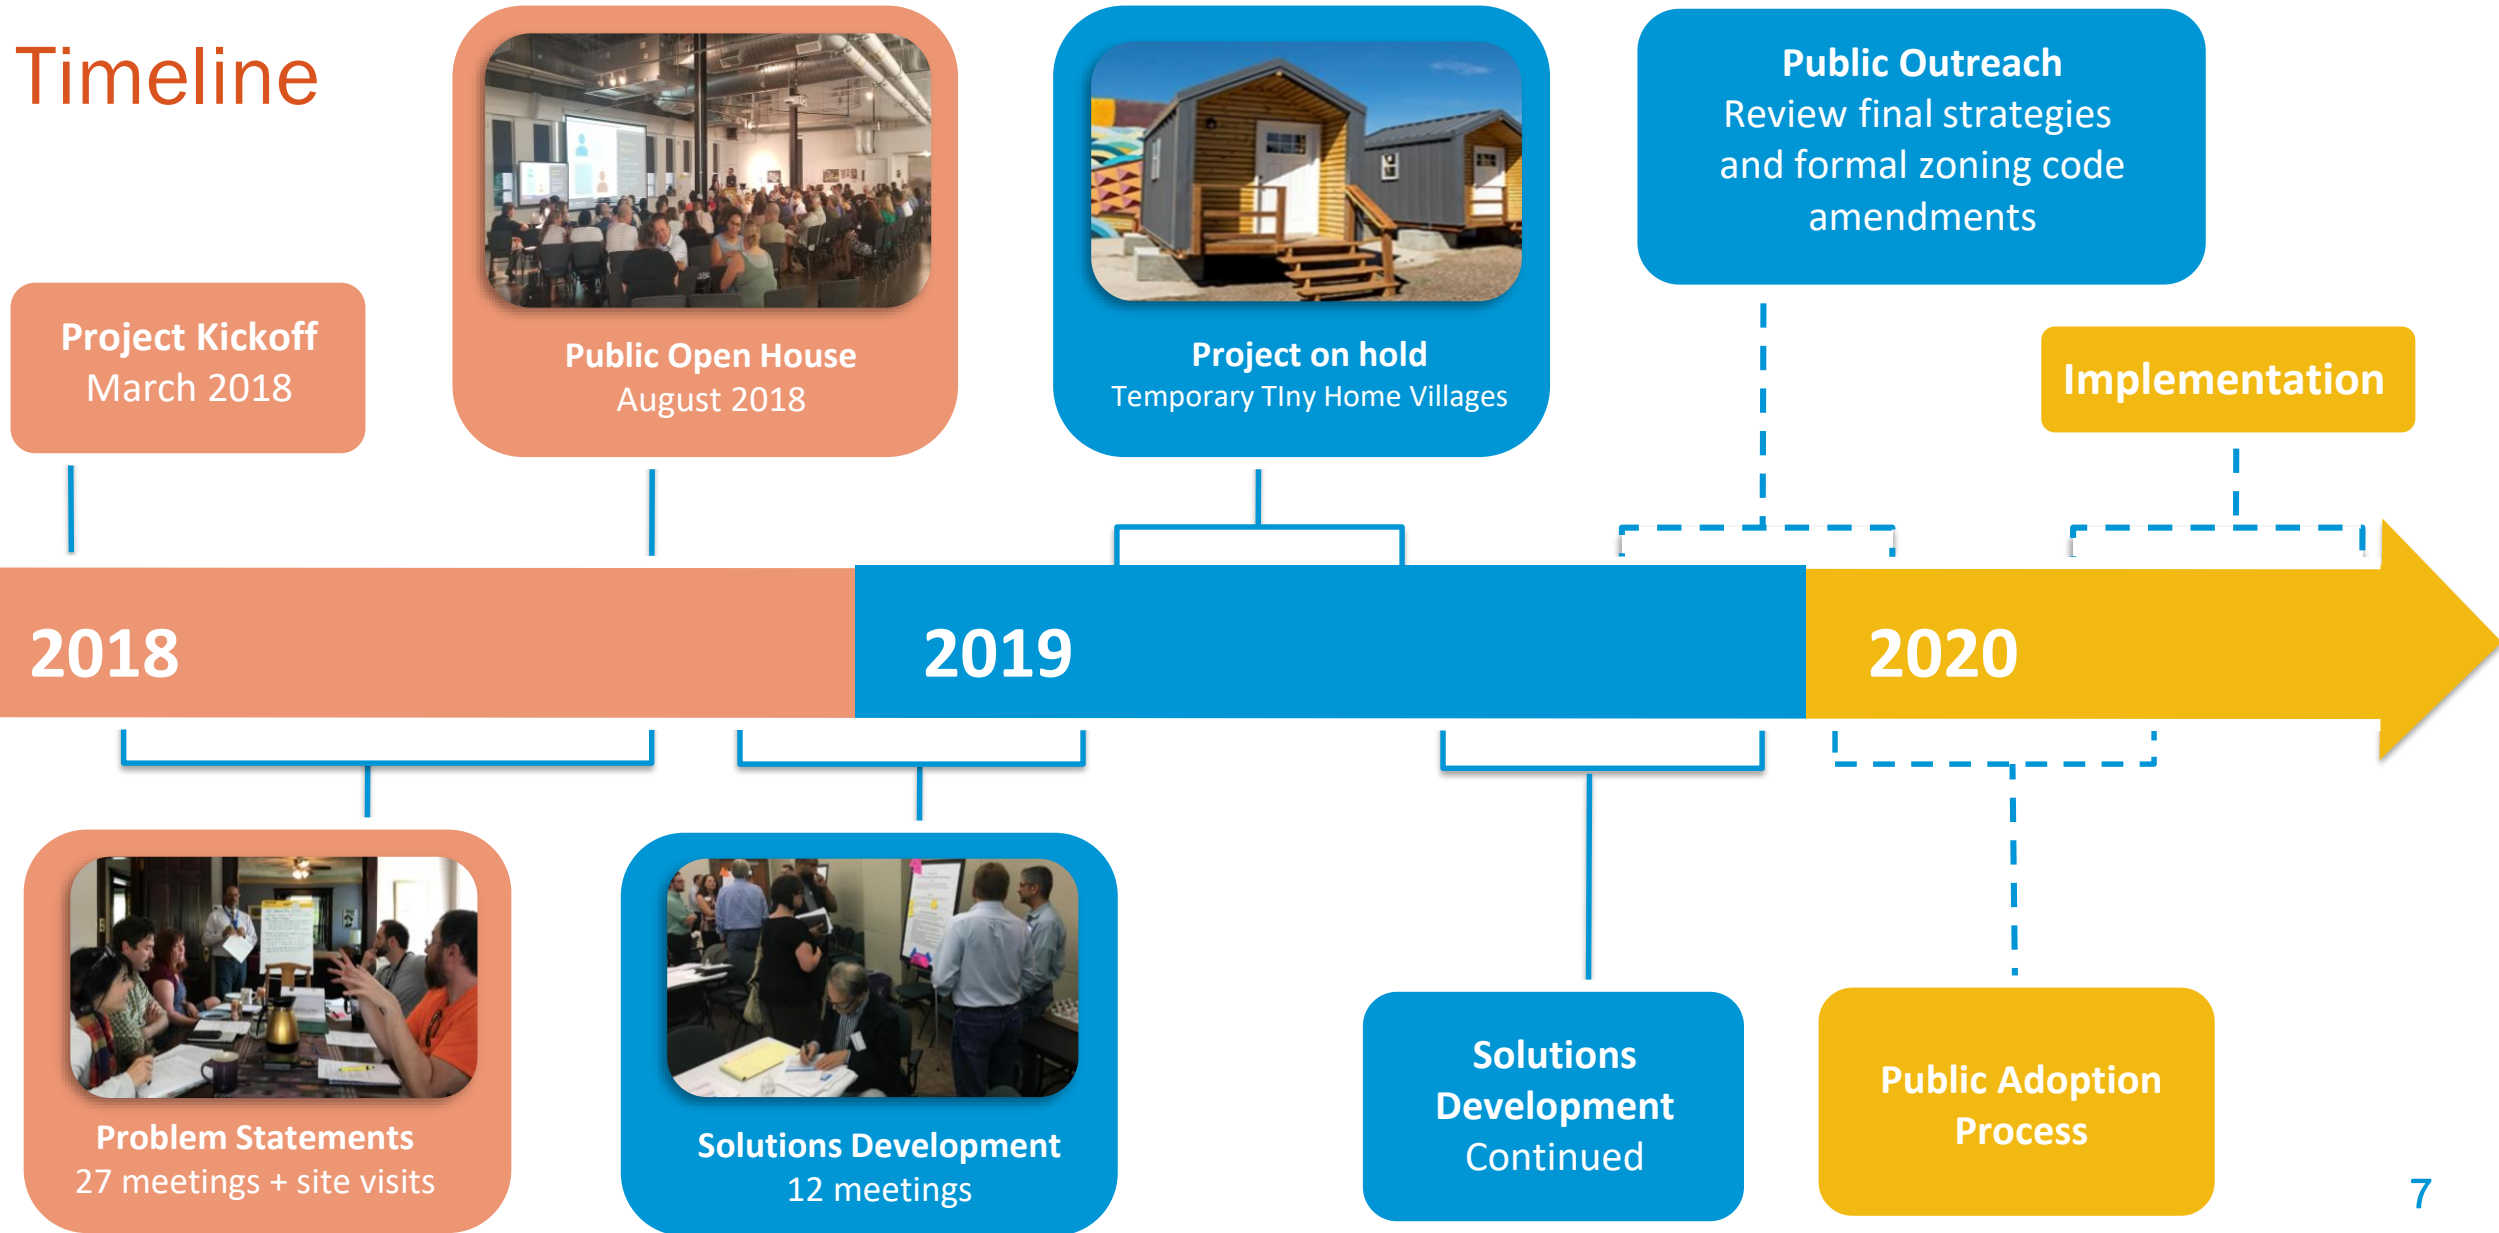 Timeline
Project Kickoff
March 2018
Public Open House
August 2018
Project on hold
Temporary TIny Home Villages
Public Outreach
Review final strategies
and formal zoning code
amendments
Implementation
2018
2019
2020
Problem Statements
27 meetings + site visits
Solutions Development
12 meetings
Solutions
Development
Continued
Public Adoption
Process
7